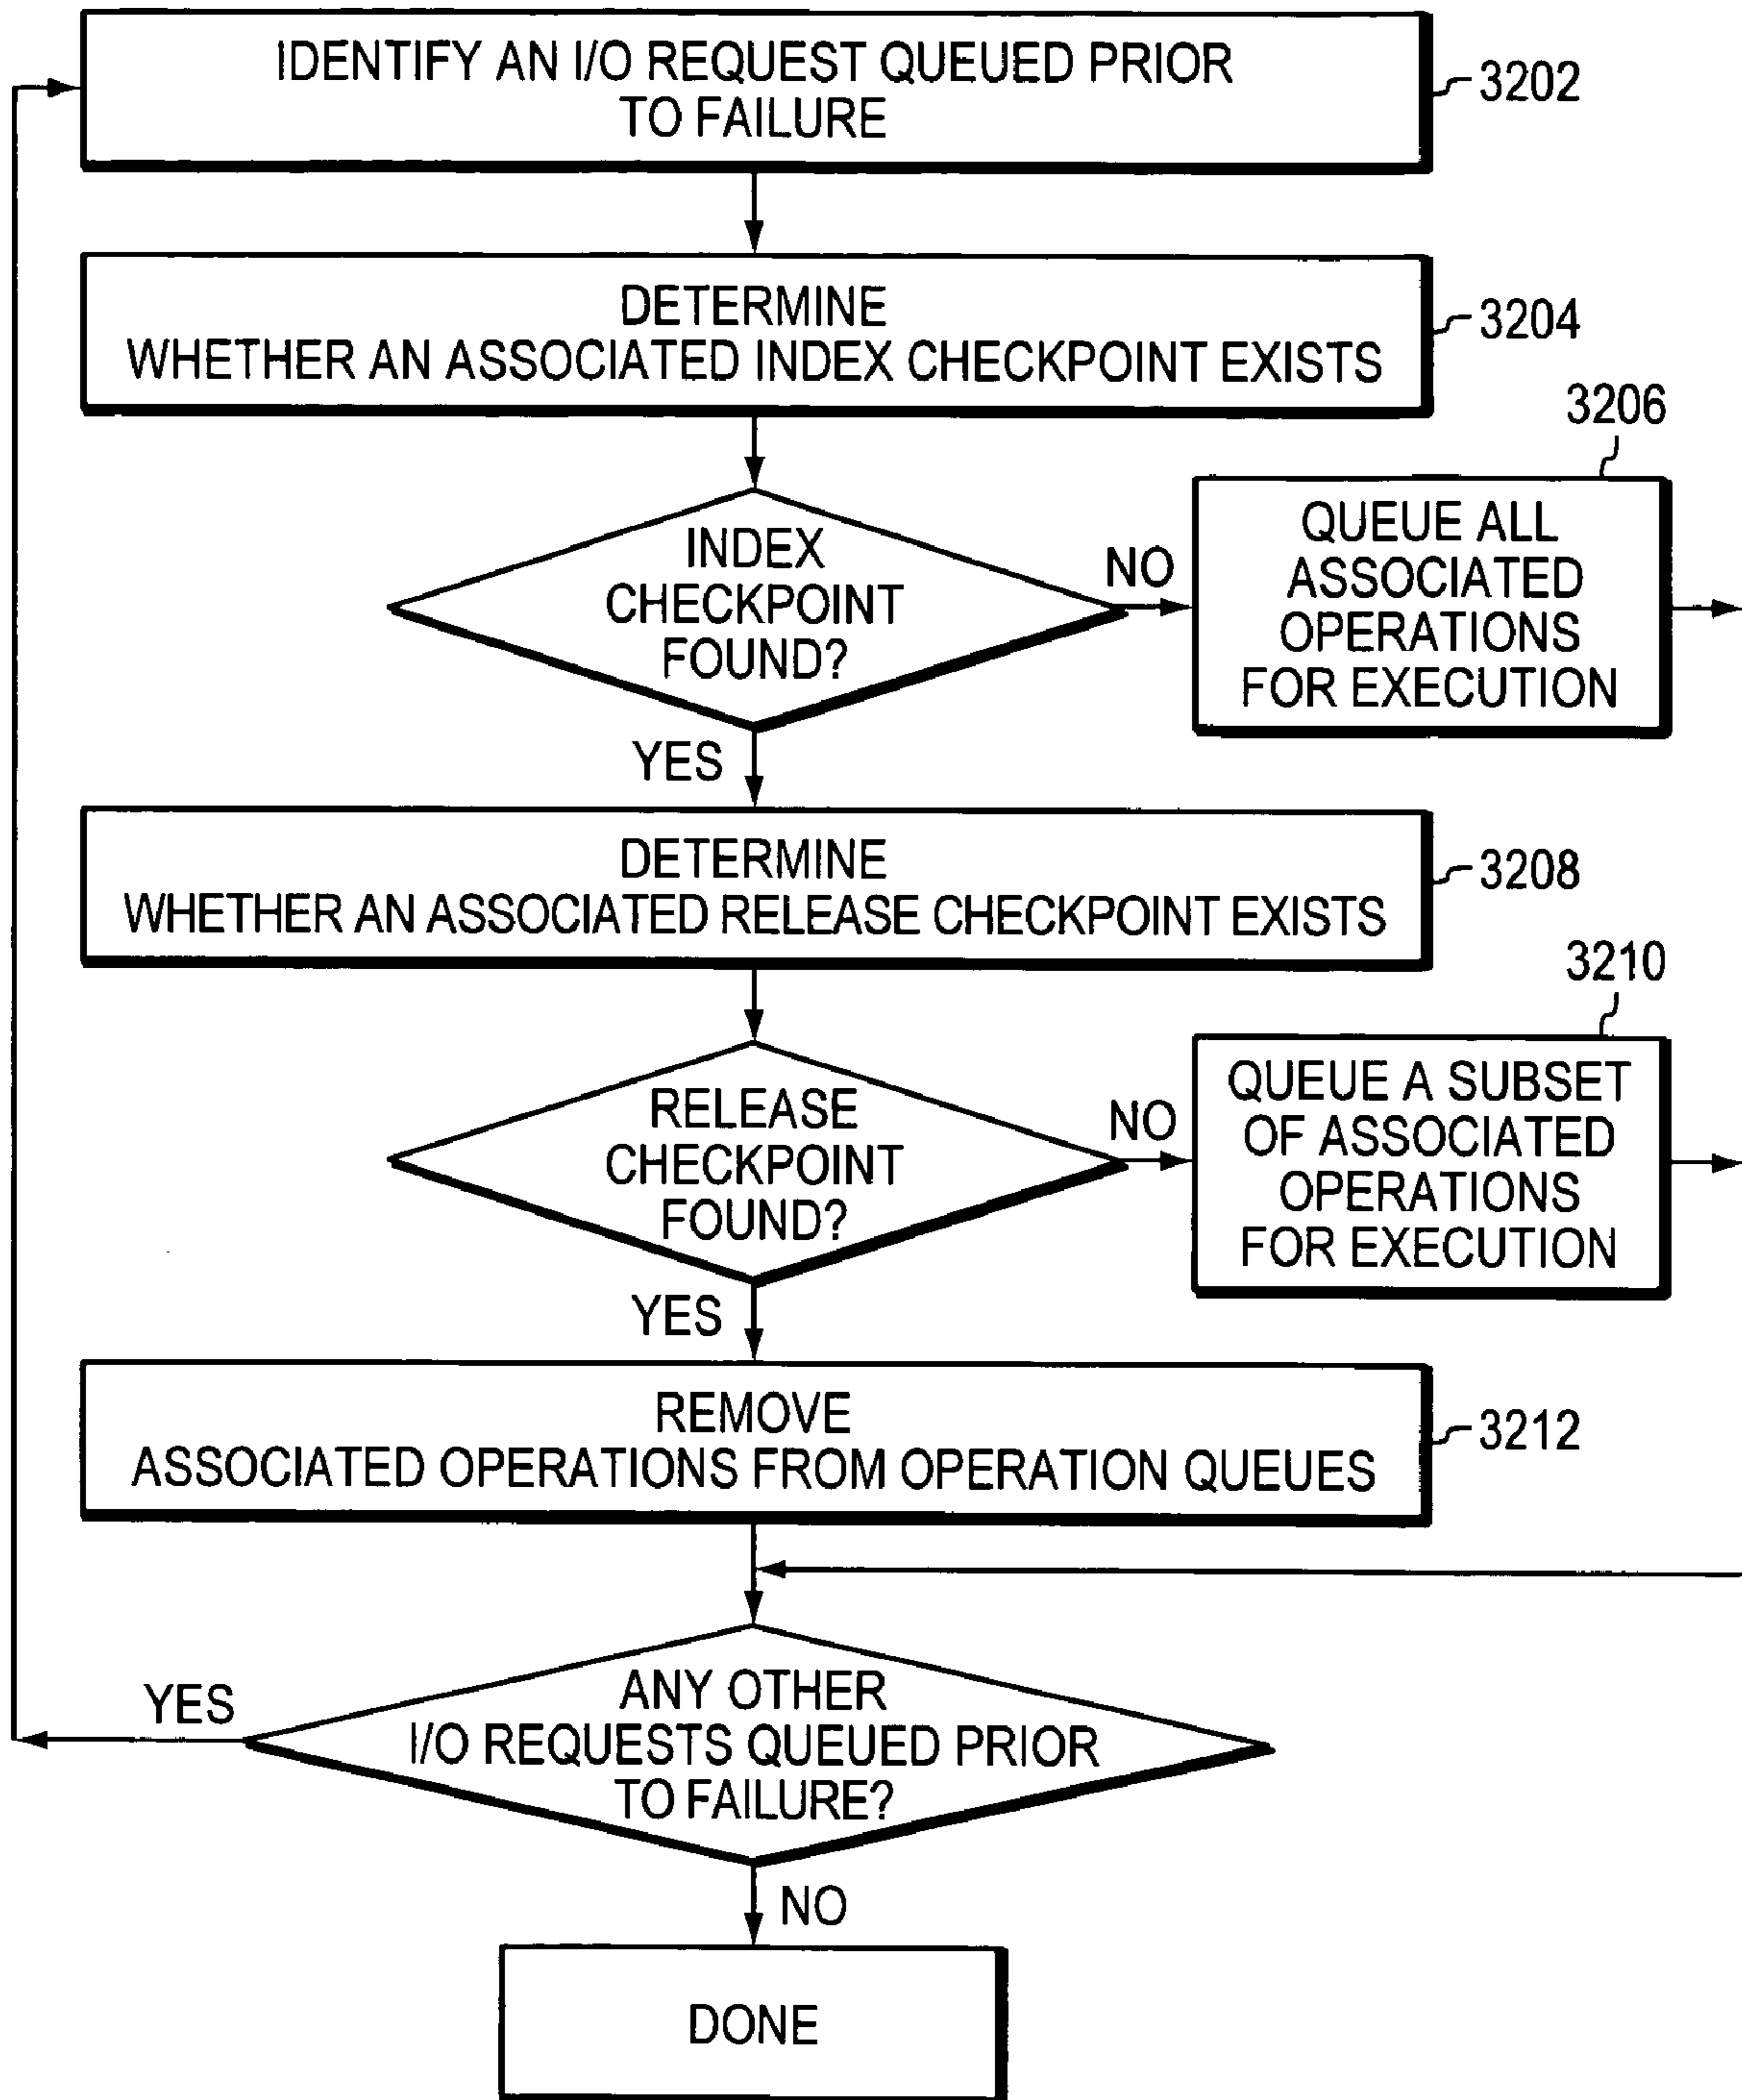 IDENTIFY AN I/O REQUEST QUEUED PRIOR
TO FAILURE
3202
DETERMINE
WHETHER AN ASSOCIATED INDEX CHECKPOINT EXISTS
3204
3206
INDEX
CHECKPOINT
FOUND?
NO
QUEUE ALL
ASSOCIATED
OPERATIONS
FOR EXECUTION
YES
DETERMINE
WHETHER AN ASSOCIATED RELEASE CHECKPOINT EXISTS
3208
3210
RELEASE
CHECKPOINT
FOUND?
NO
QUEUE A SUBSET
OF ASSOCIATED
OPERATIONS
FOR EXECUTION
YES
REMOVE
ASSOCIATED OPERATIONS FROM OPERATION QUEUES
3212
YES
ANY OTHER
I/O REQUESTS QUEUED PRIOR
TO FAILURE?
NO
DONE